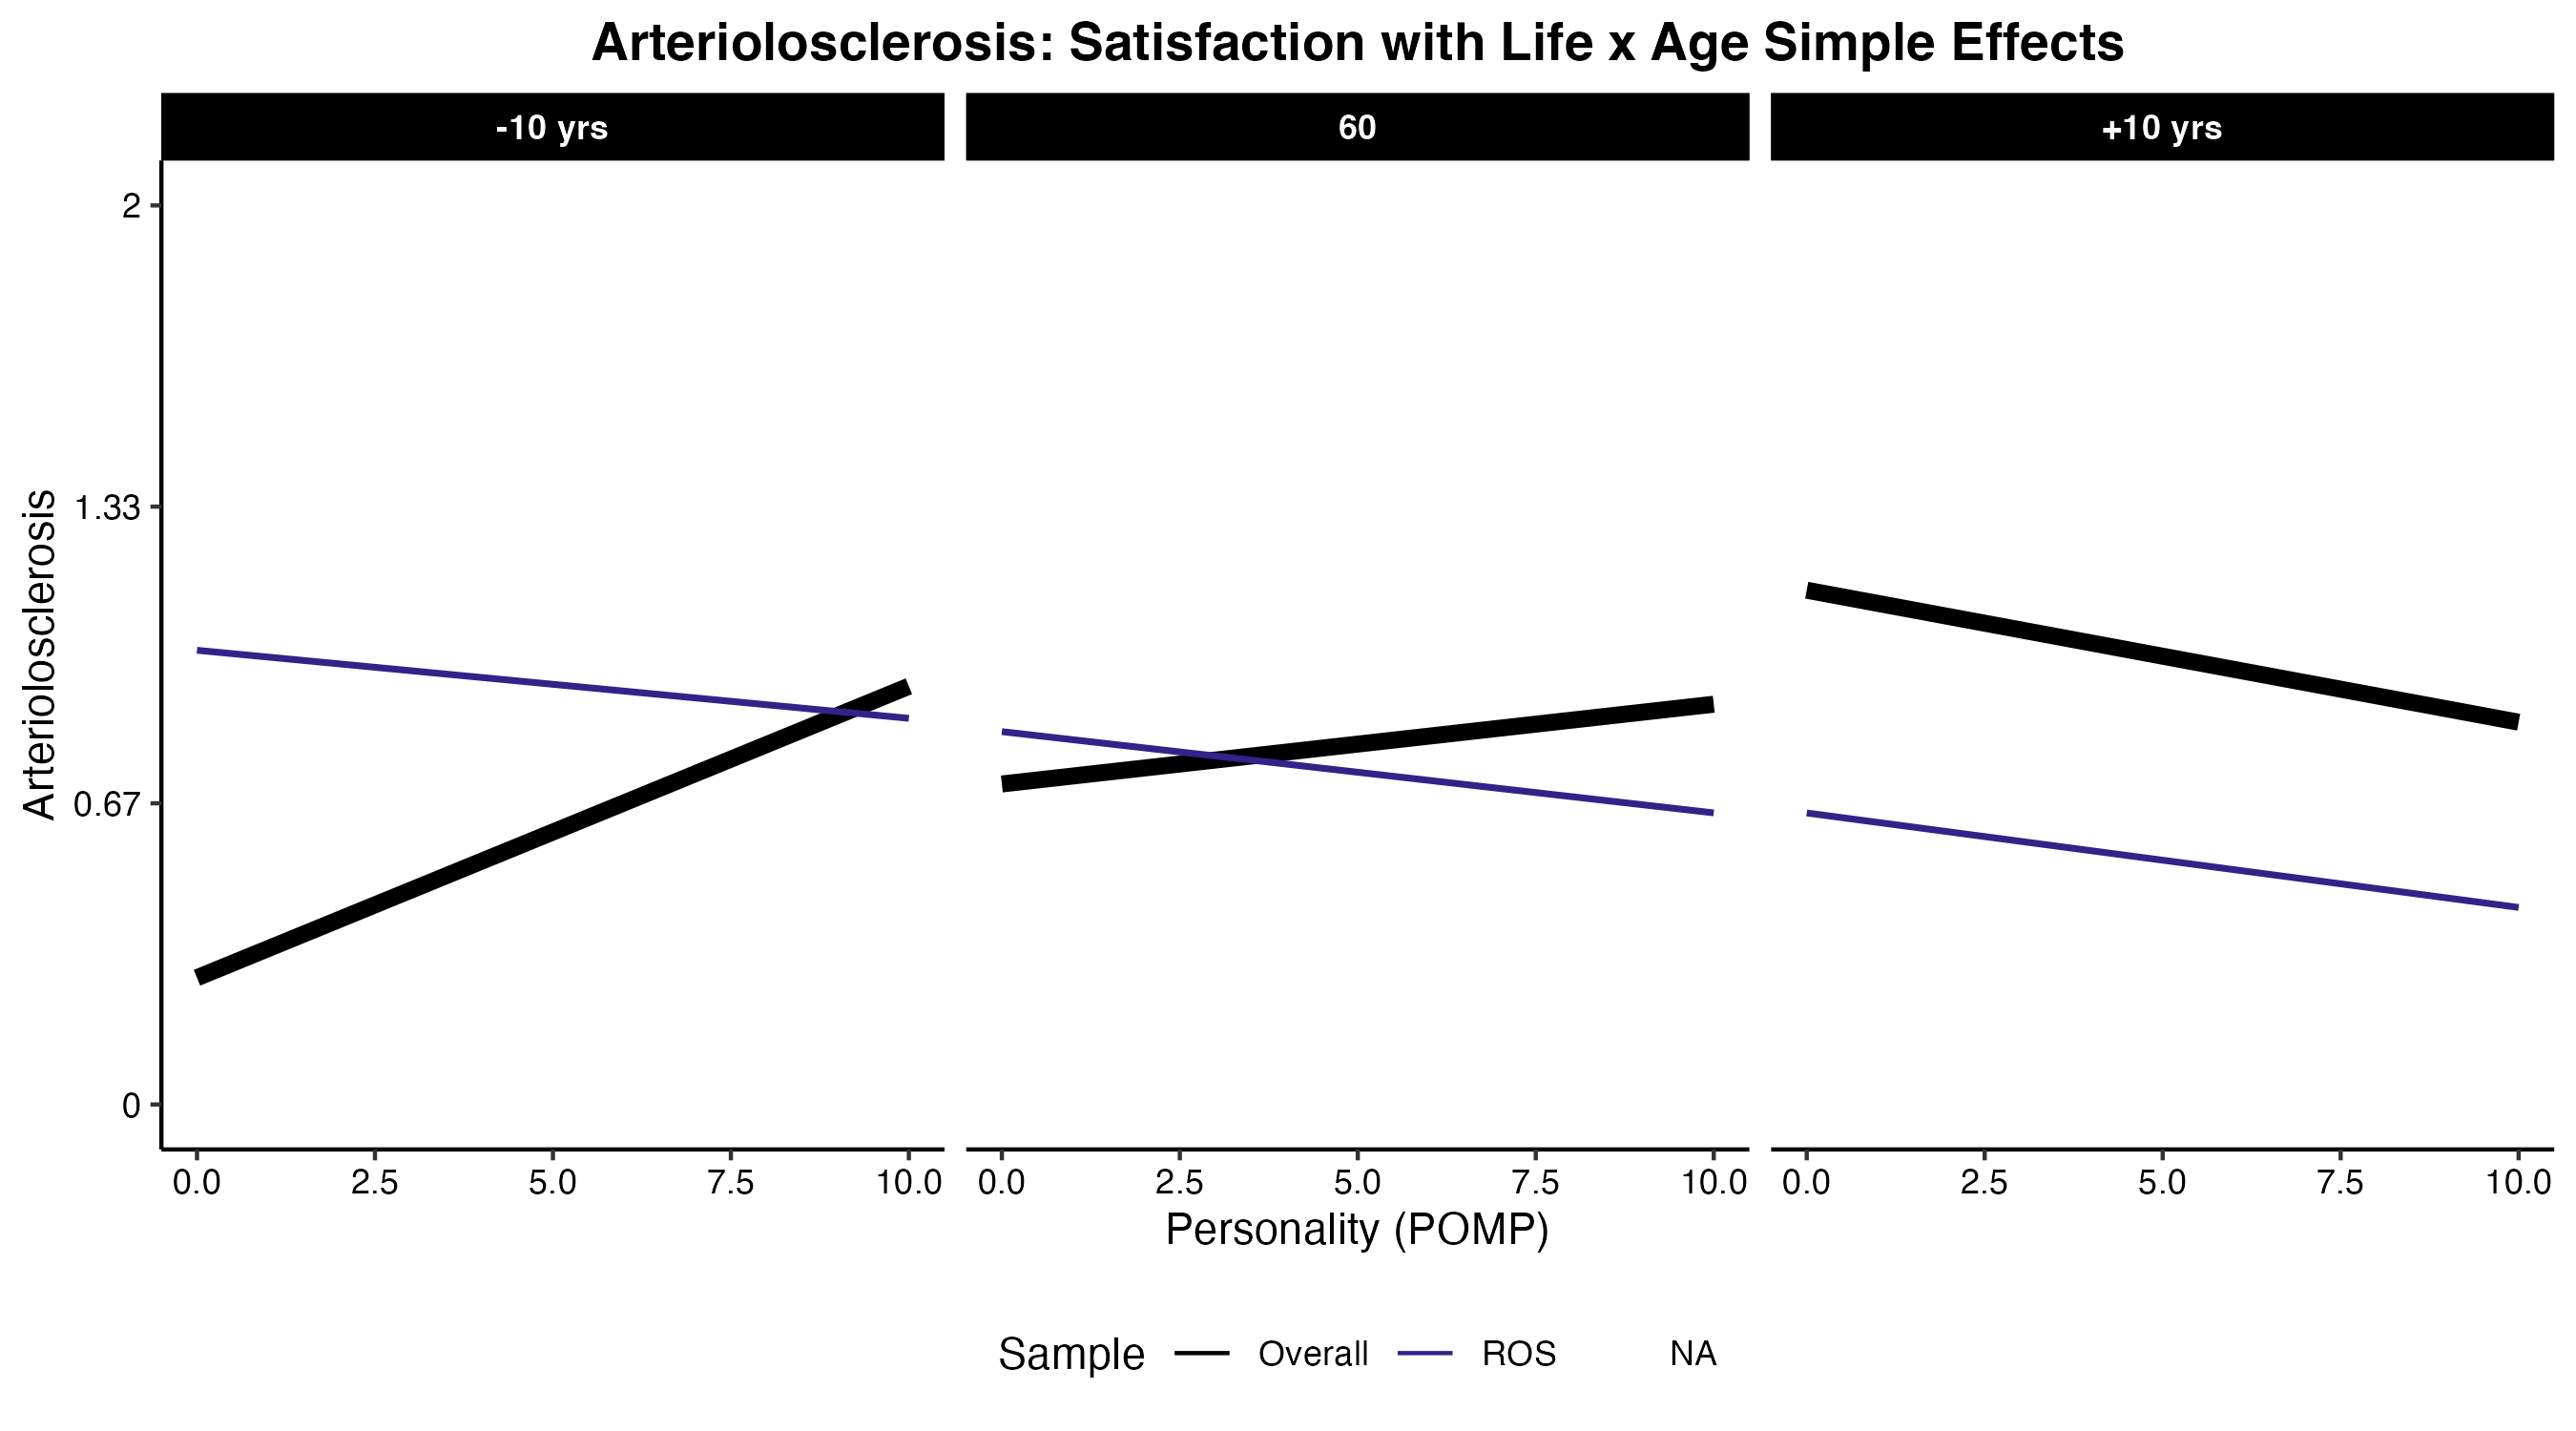 Arteriolosclerosis: Satisfaction with Life x Age Simple Effects
-10 yrs 60 +10 yrs
Arteriolosclerosis
2
1.33
0.67
0
0.0 2.5 5.0 7.5 10.0 0.0 2.5 5.0 7.5 10.0 0.0 2.5 5.0 7.5 10.0
Personality (POMP)
Sample Overall ROS NA